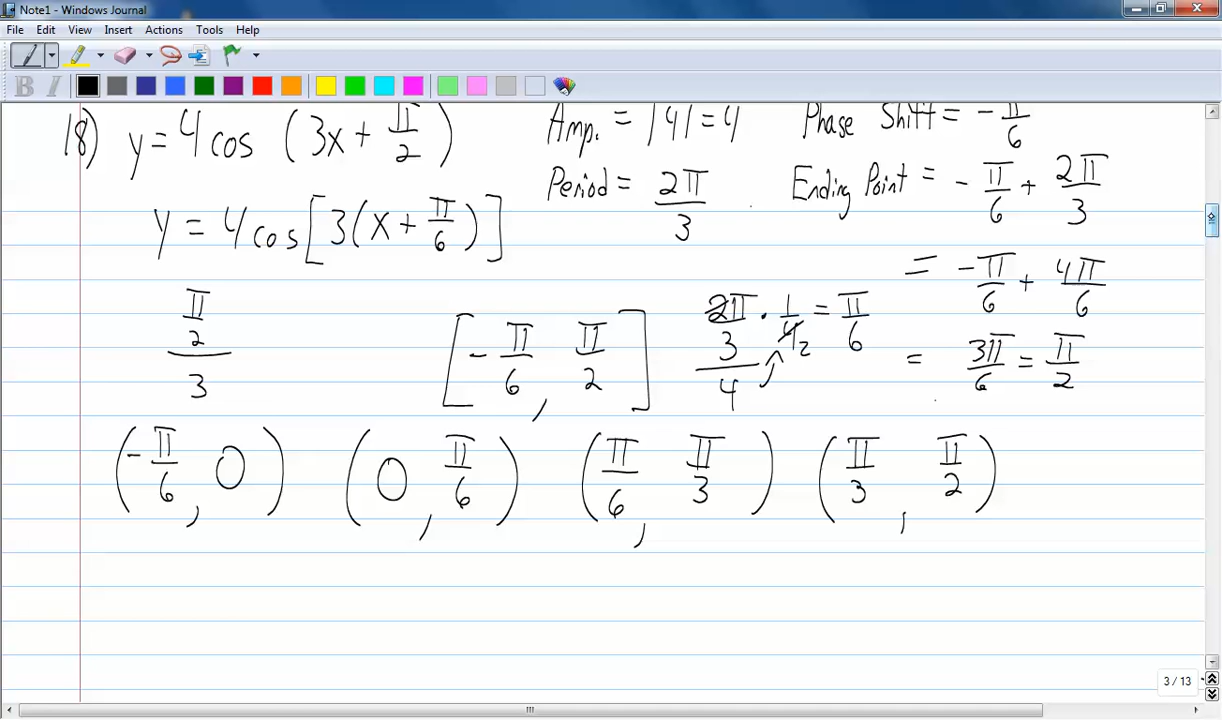 Note1 - Windows Journal
File Edit View Insert Actions Tools Help
B I
18) y = 4 cos (3x + π/2)
Amp. = |4| = 4
Phase Shift = - π/6
Period = 2π/3
Ending Point = - π/6 + 2π/3
y = 4 cos [3(x + π/6)]
= -π/6 + 4π/6
π/2 / 3
[- π/6, π/2]
2π/3 / 4 · 1/4 2 = π/6
= 3π/6 = π/2
(-π/6, 0) (0, π/6) (π/6, π/3) (π/3, π/2)
3 / 13